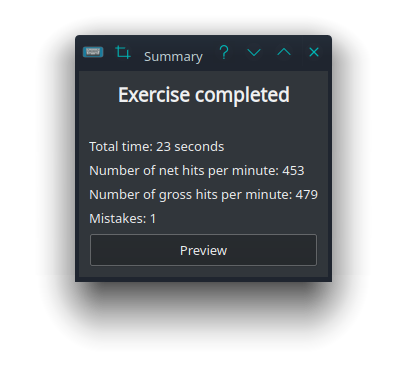 Summary
Exercise completed
Total time: 23 seconds
Number of net hits per minute: 453
Number of gross hits per minute: 479
Mistakes: 1
Preview